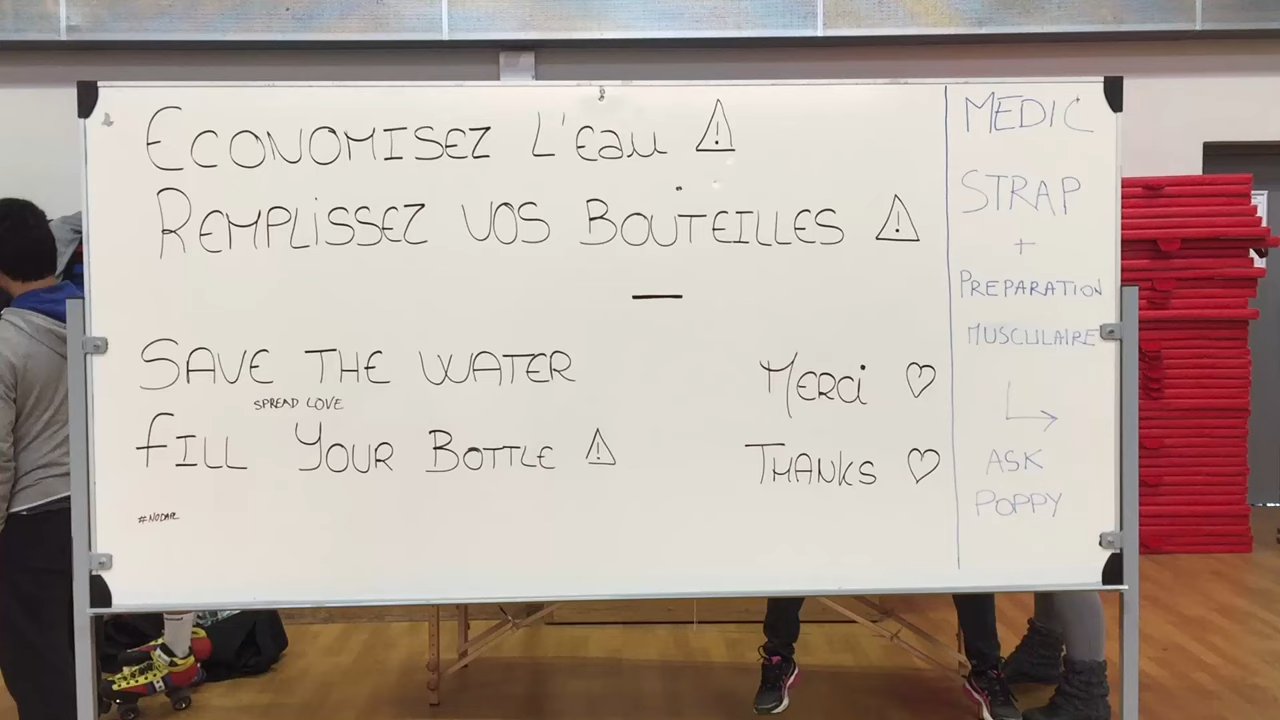 ECONOMISEZ L'EAU ⚠
REMPLISSEZ VOS BOUTEILLES ⚠
SAVE THE WATER
SPREAD LOVE
FILL YOUR BOTTLE ⚠
#NODAPL
MERCI ♡
THANKS ♡
MEDIC
STRAP
+
PREPARATION
MUSCULAIRE
ASK
POPPY